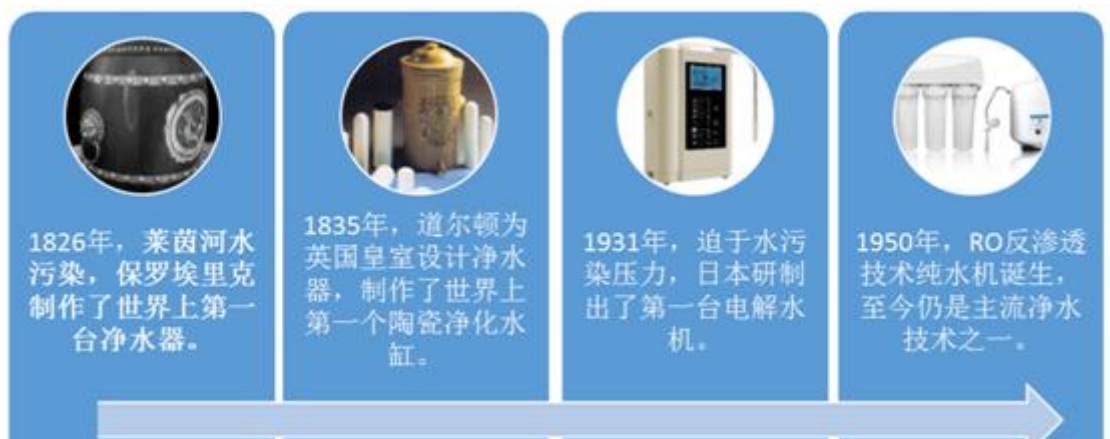 1826年，莱茵河水
污染，保罗埃里克
制作了世界上第一
台净水器。
1835年，道尔顿为
英国皇室设计净水
器，制作了世界上
第一个陶瓷净化水
缸。
1931年，迫于水污
染压力，日本研制
出了第一台电解水
机。
1950年，RO反渗透
技术纯水机诞生，
至今仍是主流净水
技术之一。